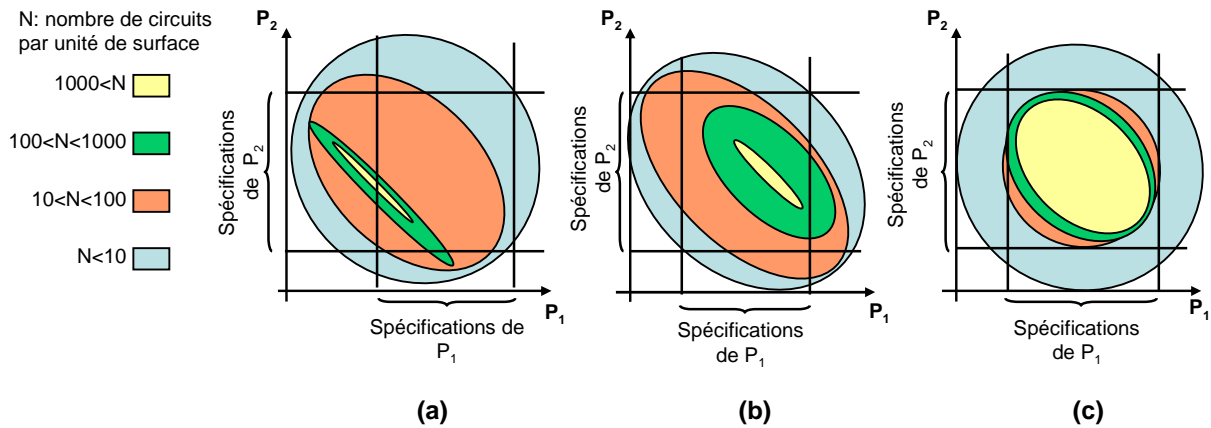 N: nombre de circuits
par unité de surface
1000<N
100<N<1000
10<N<100
N<10
P2
Spécifications
de P2
P1
Spécifications de
P1
(a)
P2
Spécifications
de P2
P1
Spécifications
de P1
(b)
P2
Spécifications
de P2
P1
Spécifications
de P1
(c)